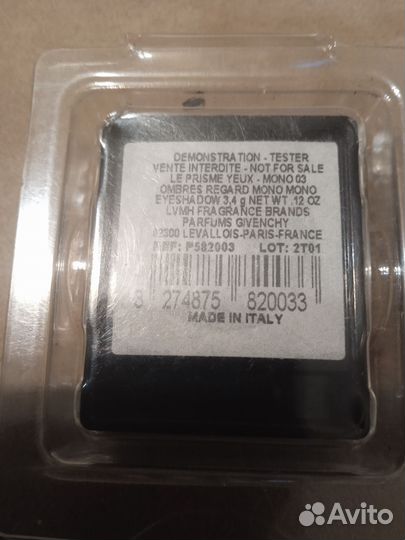 DEMONSTRATION - TESTER
VENTE INTERDITE - NOT FOR SALE
LE PRISME YEUX - MONO 03
OMBRES REGARD MONO MONO
EYESHADOW 3,4 g NET WT .12 OZ
LVMH FRAGRANCE BRANDS
PARFUMS GIVENCHY
92300 LEVALLOIS-PARIS-FRANCE
REF: P582003 LOT: 2T01
3 274875 820033
MADE IN ITALY
Avito